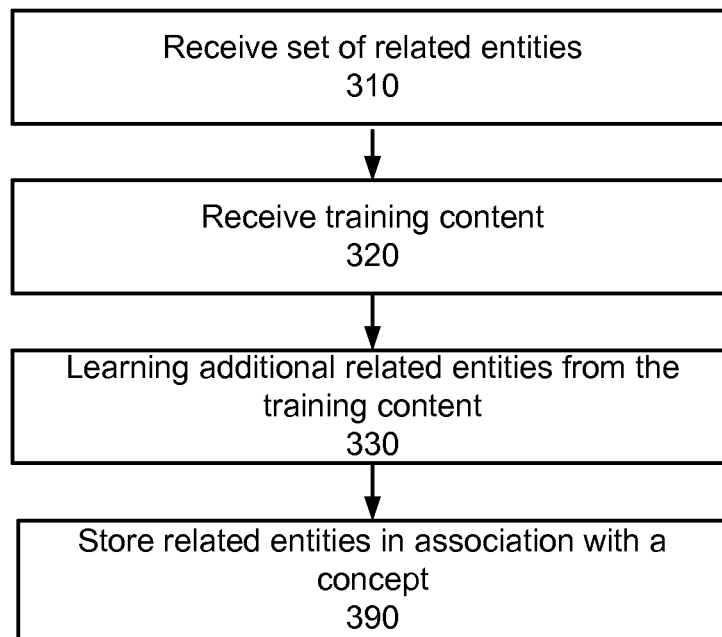 Receive set of related entities
310
Receive training content
320
Learning additional related entities from the
training content
330
Store related entities in association with a
concept
390